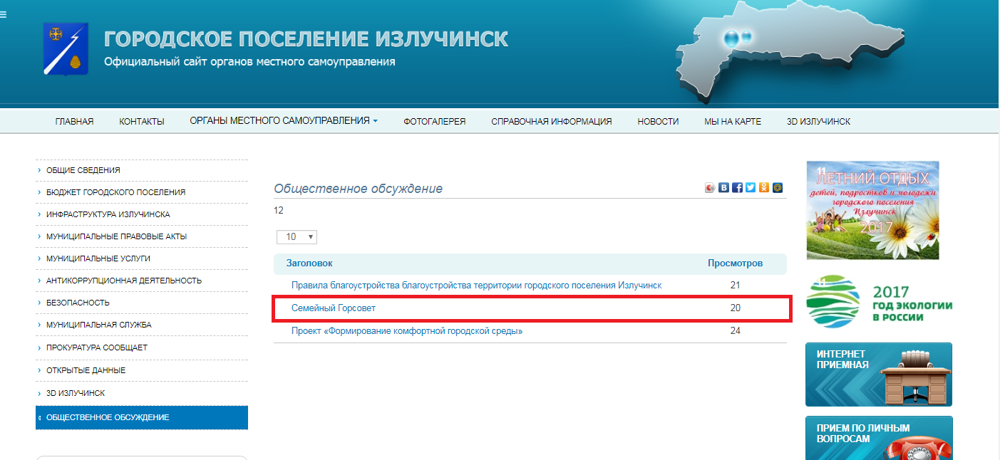 ГОРОДСКОЕ ПОСЕЛЕНИЕ ИЗЛУЧИНСК
Официальный сайт органов местного самоуправления
ГЛАВНАЯ КОНТАКТЫ ОРГАНЫ МЕСТНОГО САМОУПРАВЛЕНИЯ ФОТОГАЛЕРЕЯ СПРАВОЧНАЯ ИНФОРМАЦИЯ НОВОСТИ МЫ НА КАРТЕ 3D ИЗЛУЧИНСК
ОБЩИЕ СВЕДЕНИЯ
БЮДЖЕТ ГОРОДСКОГО ПОСЕЛЕНИЯ
ИНФРАСТРУКТУРА ИЗЛУЧИНСКА
МУНИЦИПАЛЬНЫЕ ПРАВОВЫЕ АКТЫ
МУНИЦИПАЛЬНЫЕ УСЛУГИ
АНТИКОРРУПЦИОННАЯ ДЕЯТЕЛЬНОСТЬ
БЕЗОПАСНОСТЬ
МУНИЦИПАЛЬНАЯ СЛУЖБА
ПРОКУРАТУРА СООБЩАЕТ
ОТКРЫТЫЕ ДАННЫЕ
3D ИЗЛУЧИНСК
ОБЩЕСТВЕННОЕ ОБСУЖДЕНИЕ
Общественное обсуждение
12
10
Заголовок Просмотров
Правила благоустройства благоустройства территории городского поселения Излучинск 21
Семейный Горсовет 20
Проект «Формирование комфортной городской среды» 24
11
ЛЕТНИЙ ОТДЫХ
детей, подростков и молодежи
городского поселения
Излучинск
2017
11
2017
ГОД ЭКОЛОГИИ
В РОССИИ
ИНТЕРНЕТ
ПРИЕМНАЯ
ПРИЕМ ПО ЛИЧНЫМ
ВОПРОСАМ